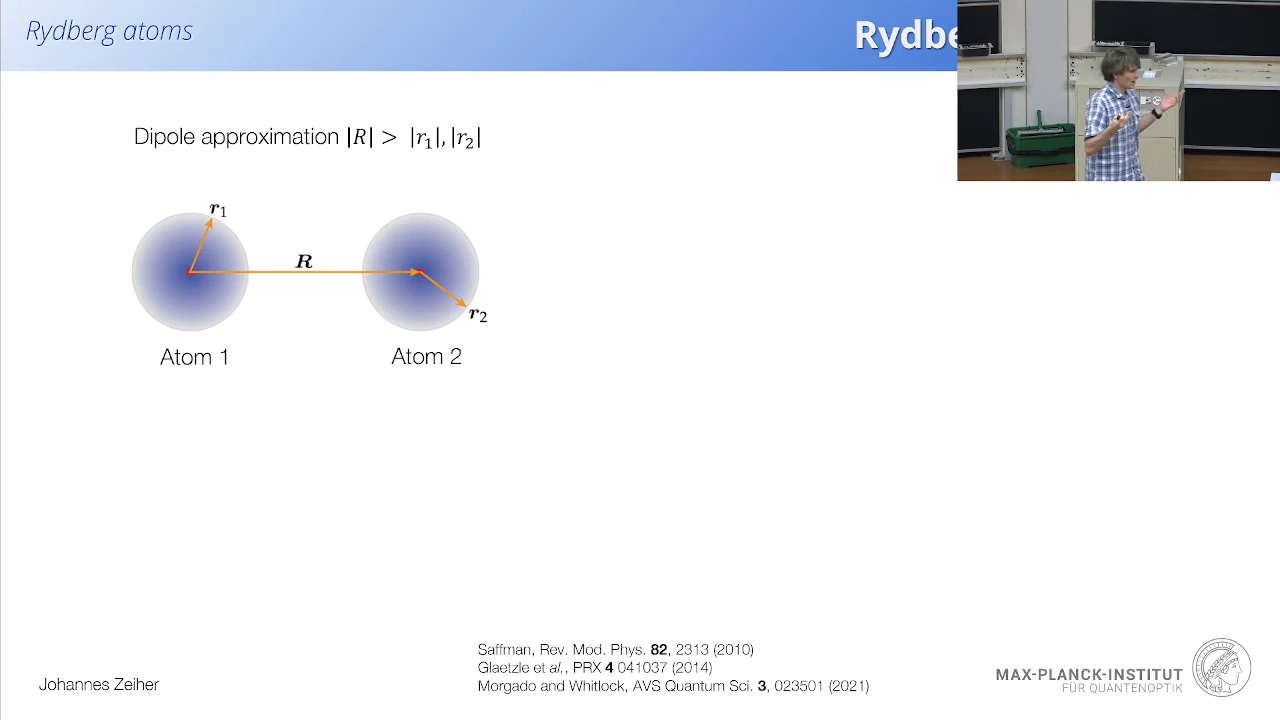 Rydberg atoms
Dipole approximation |R| > |r₁|, |r₂|
r₁
R
r₂
Atom 1
Atom 2
Saffman, Rev. Mod. Phys. 82, 2313 (2010)
Glaetzle et al., PRX 4 041037 (2014)
Morgado and Whitlock, AVS Quantum Sci. 3, 023501 (2021)
Johannes Zeiher
MAX-PLANCK-INSTITUT
FÜR QUANTENOPTIK